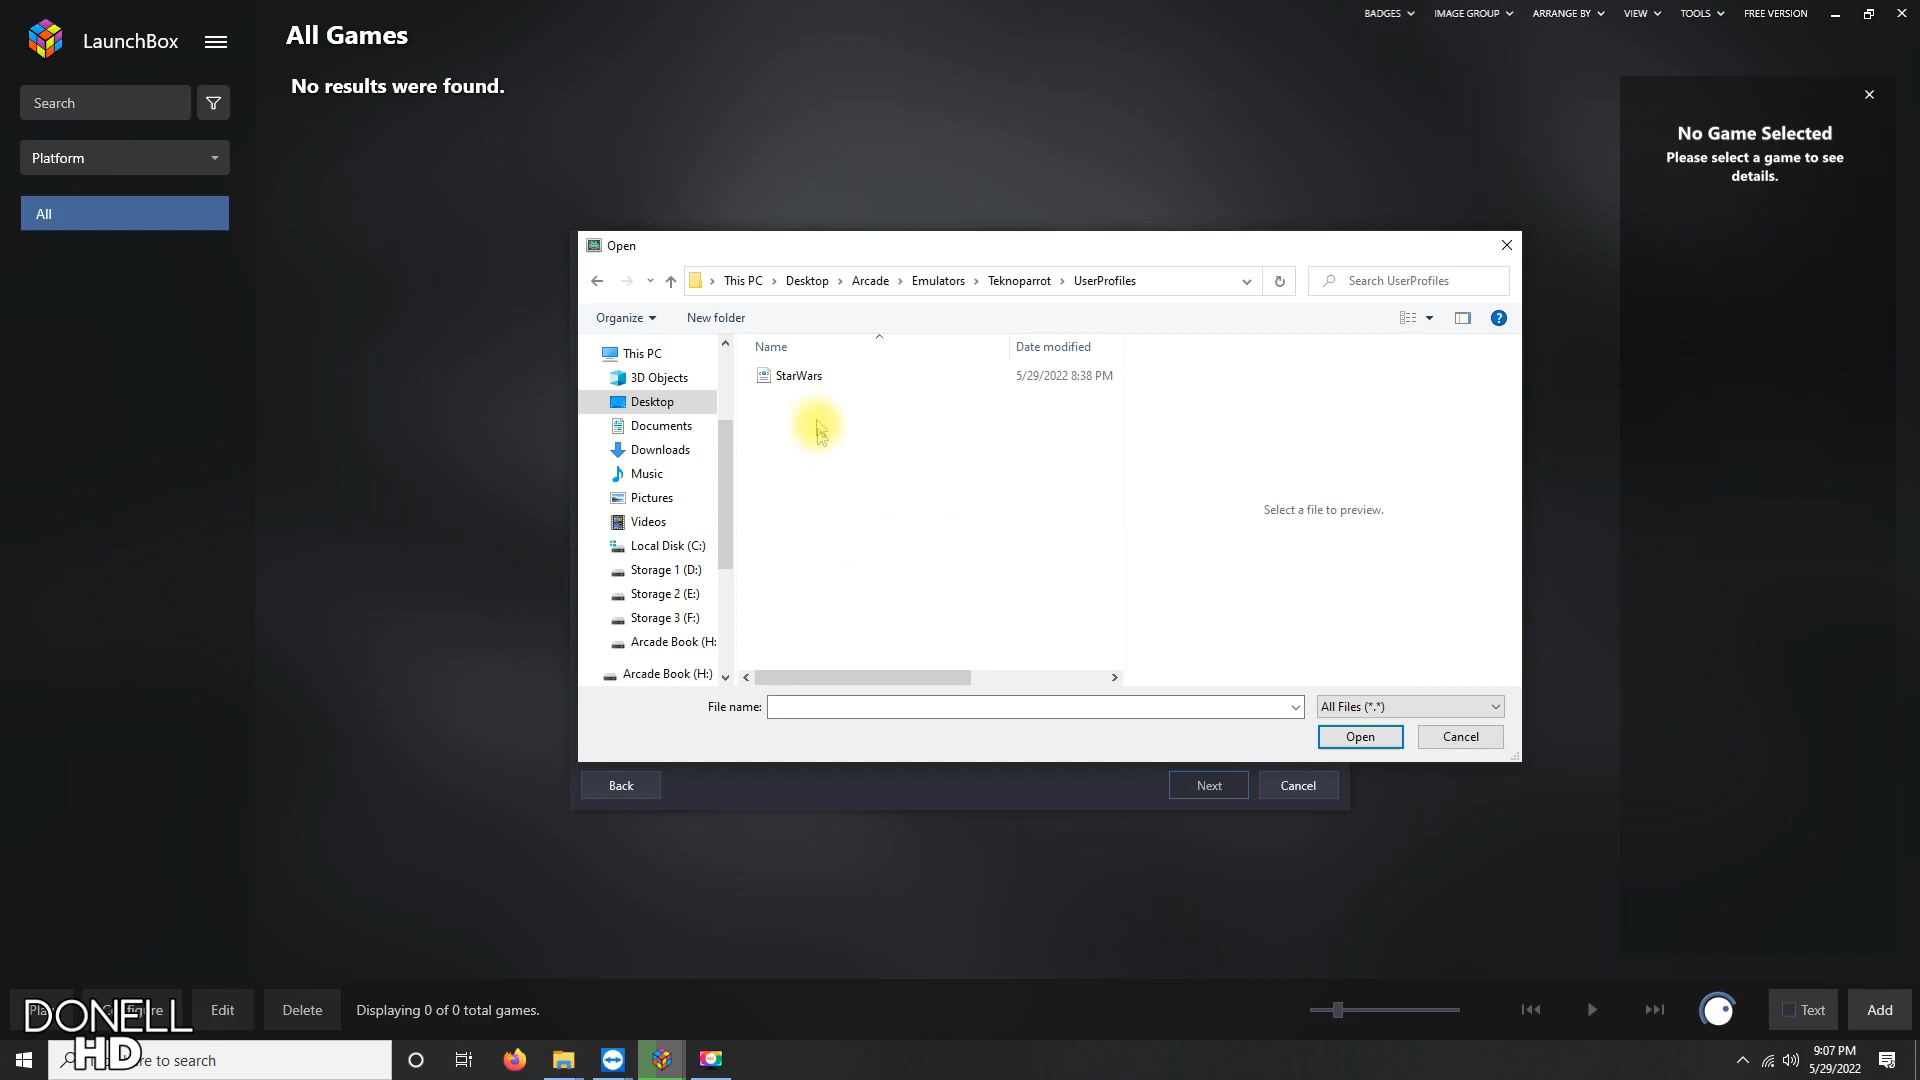 BADGES
IMAGE GROUP
ARRANGE BY
VIEW
TOOLS
FREE VERSION
LaunchBox
All Games
No results were found.
Search
Platform
All
No Game Selected
Please select a game to see
details.
Open
This PC
Desktop
Arcade
Emulators
Teknoparrot
UserProfiles
Search UserProfiles
Organize
New folder
Name
Date modified
This PC
3D Objects
Desktop
Documents
Downloads
Music
Pictures
Videos
Local Disk (C:)
Storage 1 (D:)
Storage 2 (E:)
Storage 3 (F:)
Arcade Book (H:
Arcade Book (H:)
StarWars
5/29/2022 8:38 PM
Select a file to preview.
File name:
All Files (*.*)
Open
Cancel
Back
Next
Cancel
Edit
Delete
Displaying 0 of 0 total games.
Text
Add
DONELL
HD
to search
9:07 PM
5/29/2022